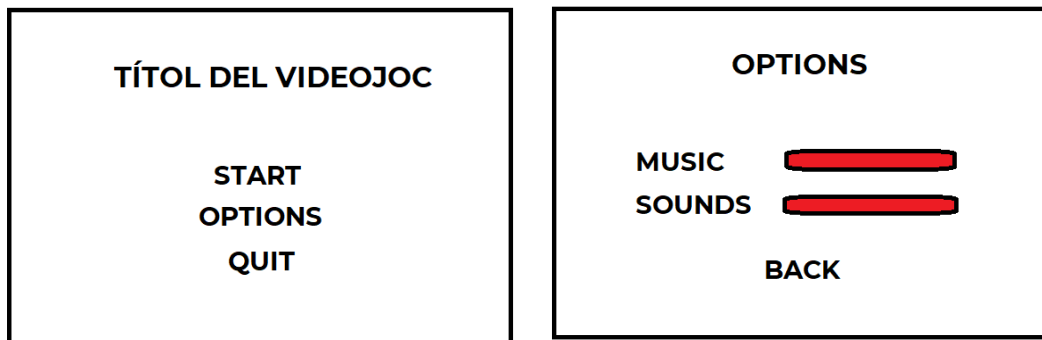 TÍTOL DEL VIDEOJOC
START
OPTIONS
QUIT
OPTIONS
MUSIC
SOUNDS
BACK